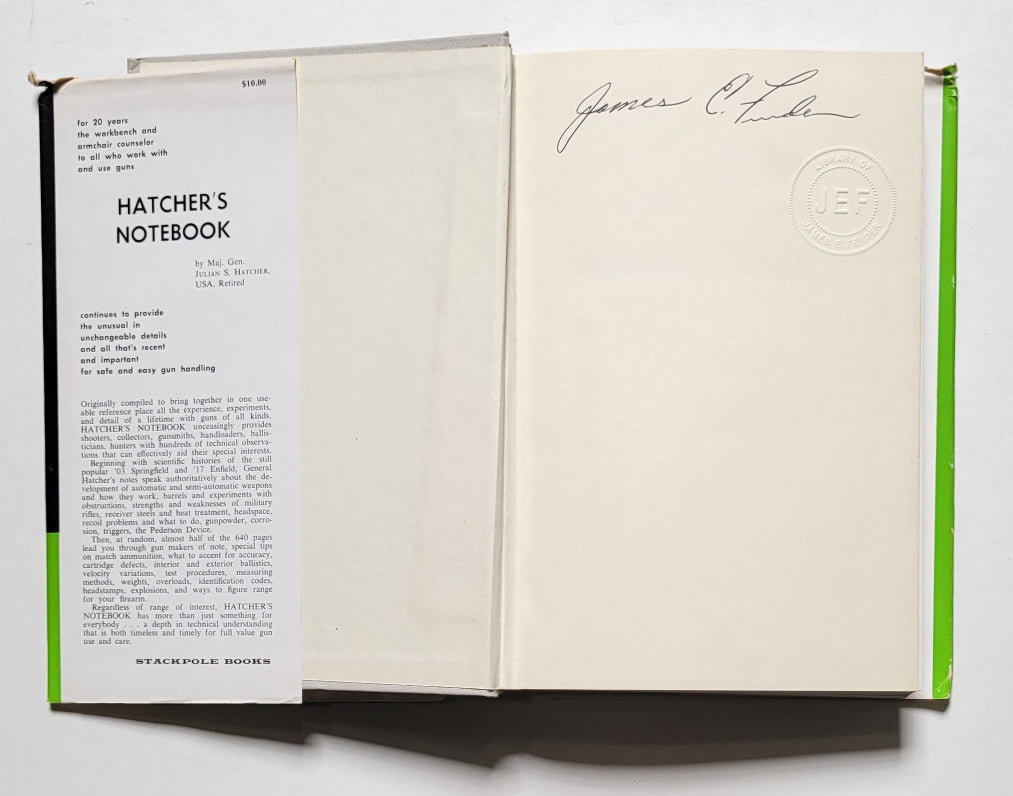 $10.00
for 20 years
the workbench and
armchair counselor
to all who work with
and use guns
HATCHER'S
NOTEBOOK
by Maj. Gen.
JULIAN S. HATCHER,
USA, Retired
continues to provide
the unusual in
unchangeable details
and all that's recent
and important
for safe and easy gun handling
Originally compiled to bring together in one use-
able reference place all the experience, experiments,
and detail of a lifetime with guns of all kinds,
HATCHER'S NOTEBOOK unceasingly provides
shooters, collectors, gunsmiths, handloaders, ballis-
ticians, hunters with hundreds of technical observa-
tions that can effectively aid their special interests.
Beginning with scientific histories of the still
popular '03 Springfield and '17 Enfield, General
Hatcher's notes speak authoritatively about the de-
velopment of automatic and semi-automatic weapons
and how they work, barrels and experiments with
obstructions, strengths and weaknesses of military
rifles, receiver steels and heat treatment, headspace,
recoil problems and what to do, gunpowder, corro-
sion, triggers, the Pederson Device.
Then, at random, almost half of the 640 pages
lead you through gun makers of note, special tips
on match ammunition, what to accent for accuracy,
cartridge defects, interior and exterior ballistics,
velocity variations, test procedures, measuring
methods, weights, overloads, identification codes,
headstamps, explosions, and ways to figure range
for your firearm.
Regardless of range of interest, HATCHER'S
NOTEBOOK has more than just something for
everybody . . . a depth in technical understanding
that is both timeless and timely for full value gun
use and care.
STACKPOLE BOOKS
James E.
LIBRARY OF
JEF
JAMES E